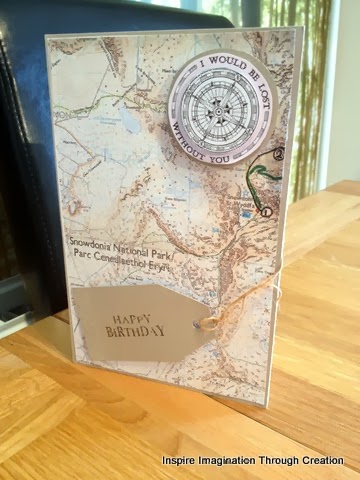 I WOULD BE LOST
WITHOUT YOU
Snowdonia National Park/
Parc Cenedlaethol Eryri
HAPPY
BIRTHDAY
Inspire Imagination Through Creation